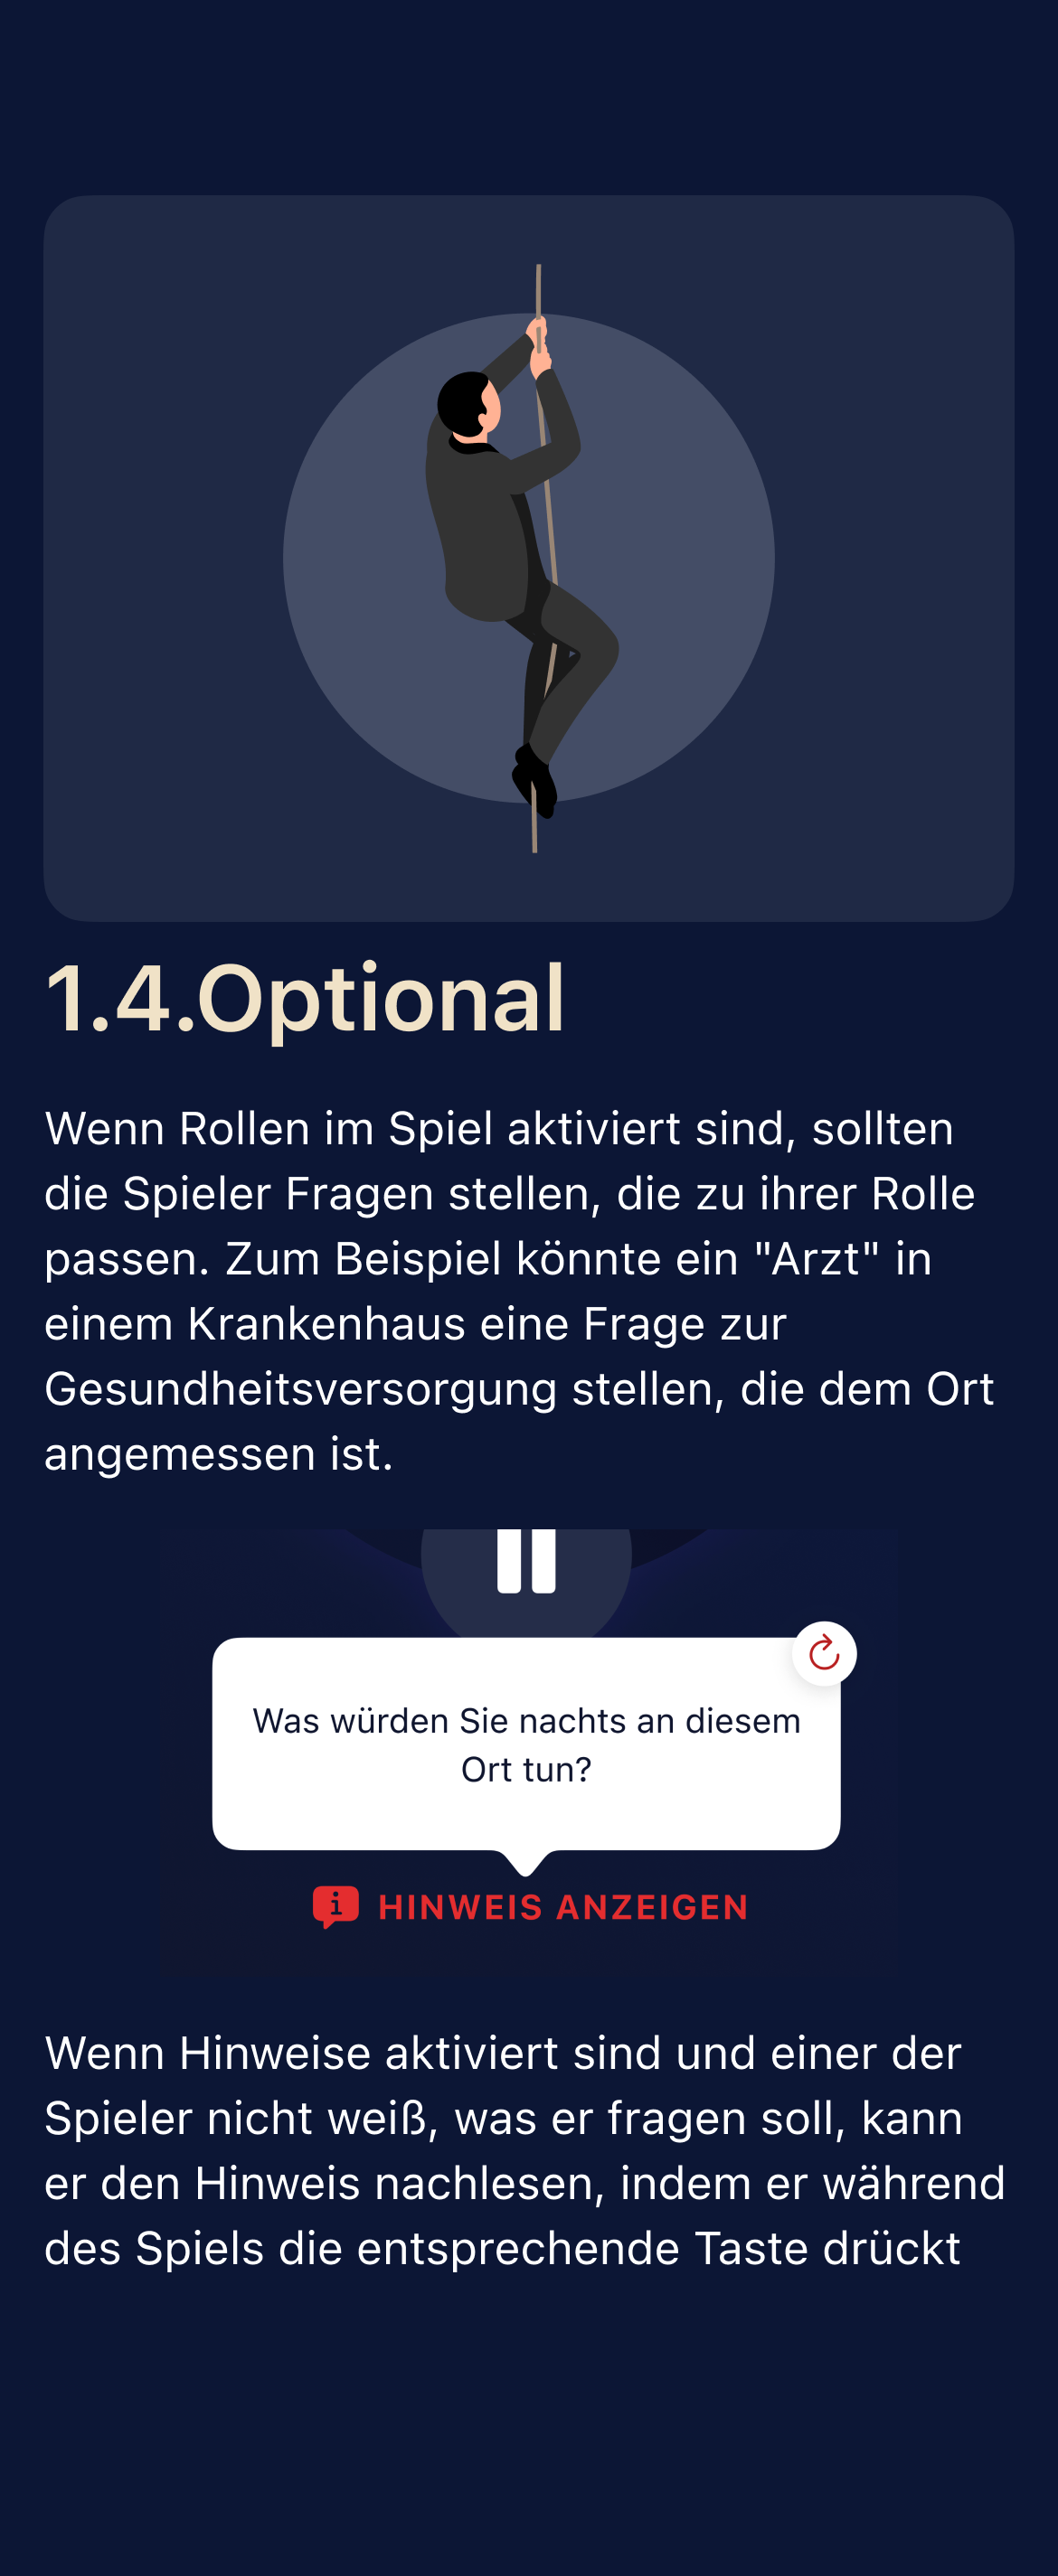 1.4.Optional
Wenn Rollen im Spiel aktiviert sind, sollten
die Spieler Fragen stellen, die zu ihrer Rolle
passen. Zum Beispiel könnte ein "Arzt" in
einem Krankenhaus eine Frage zur
Gesundheitsversorgung stellen, die dem Ort
angemessen ist.
Was würden Sie nachts an diesem
Ort tun?
HINWEIS ANZEIGEN
Wenn Hinweise aktiviert sind und einer der
Spieler nicht weiß, was er fragen soll, kann
er den Hinweis nachlesen, indem er während
des Spiels die entsprechende Taste drückt